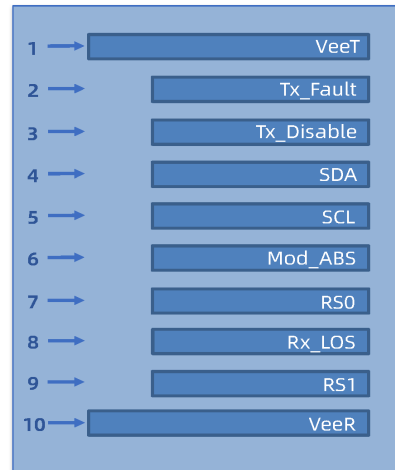 1 VeeT
2 Tx_Fault
3 Tx_Disable
4 SDA
5 SCL
6 Mod_ABS
7 RS0
8 Rx_LOS
9 RS1
10 VeeR